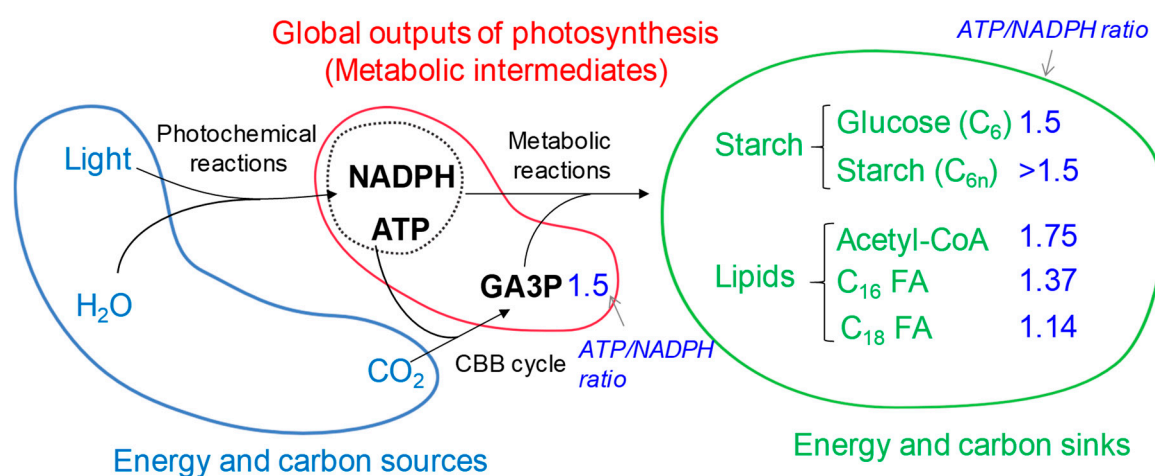 Global outputs of photosynthesis
(Metabolic intermediates)
ATP/NADPH ratio
Light
Photochemical
reactions
NADPH
ATP
Metabolic
reactions
H₂O
GA3P 1.5
CO₂
CBB cycle
ATP/NADPH
ratio
Starch
Glucose (C₆) 1.5
Starch (C₆ₙ) >1.5
Lipids
Acetyl-CoA 1.75
C₁₆ FA 1.37
C₁₈ FA 1.14
Energy and carbon sources
Energy and carbon sinks